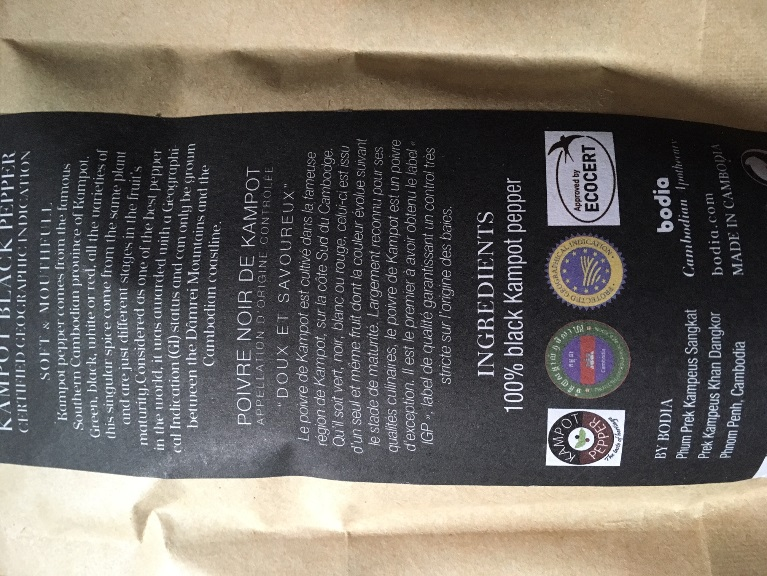 KAMPOT BLACK PEPPER
CERTIFIED GEOGRAPHIC INDICATION
SOFT & MOUTHFULL
Kampot pepper comes from the famous
Southern Cambodian province of Kampot.
Green, black, white or red, all the varieties of
this singular spice come from the same plant
and are just different stages in the fruit's
maturity. Considered as one of the best pepper
in the world, it was awarded with a Geographi-
cal Indication (GI) status and can only be grown
between the Dâmrei Mountains and the
Cambodian coastline.
POIVRE NOIR DE KAMPOT
APPELLATION D'ORIGINE CONTROLÉE
"DOUX ET SAVOUREUX"
Le poivre de Kampot est cultivé dans la fameuse
région de Kampot, sur la côte Sud du Cambodge.
Qu'il soit vert, noir, blanc ou rouge, celui-ci est issu
d'un seul et même fruit dont la couleur évolue suivant
le stade de maturité. Largement reconnu pour ses
qualités culinaires, le poivre de Kampot est un poivre
d'exception. Il est le premier à avoir obtenu le label «
IGP », label de qualité garantissant un control très
stricte sur l'origine des baies.
INGREDIENTS
100% black Kampot pepper
KAMPOT
PEPPER
PROTECTED GEOGRAPHICAL INDICATION
Approved by
ECOCERT
BY BODIA
Phum Prek Kampeus Sangkat
Prek Kampeus Khan Dangkor
Phnom Penh, Cambodia
bodia
Cambodian Apothecary
bodia.com
MADE IN CAMBODIA